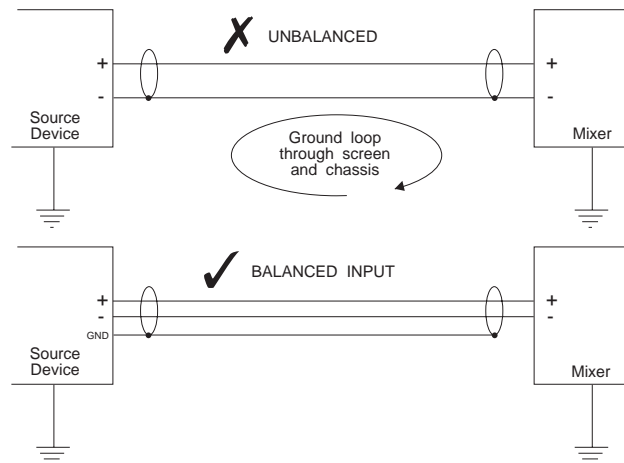 ✗ UNBALANCED
+ +
- -
Source
Device
Mixer
Ground loop
through screen
and chassis
✓ BALANCED INPUT
+ +
- -
GND
Source
Device
Mixer